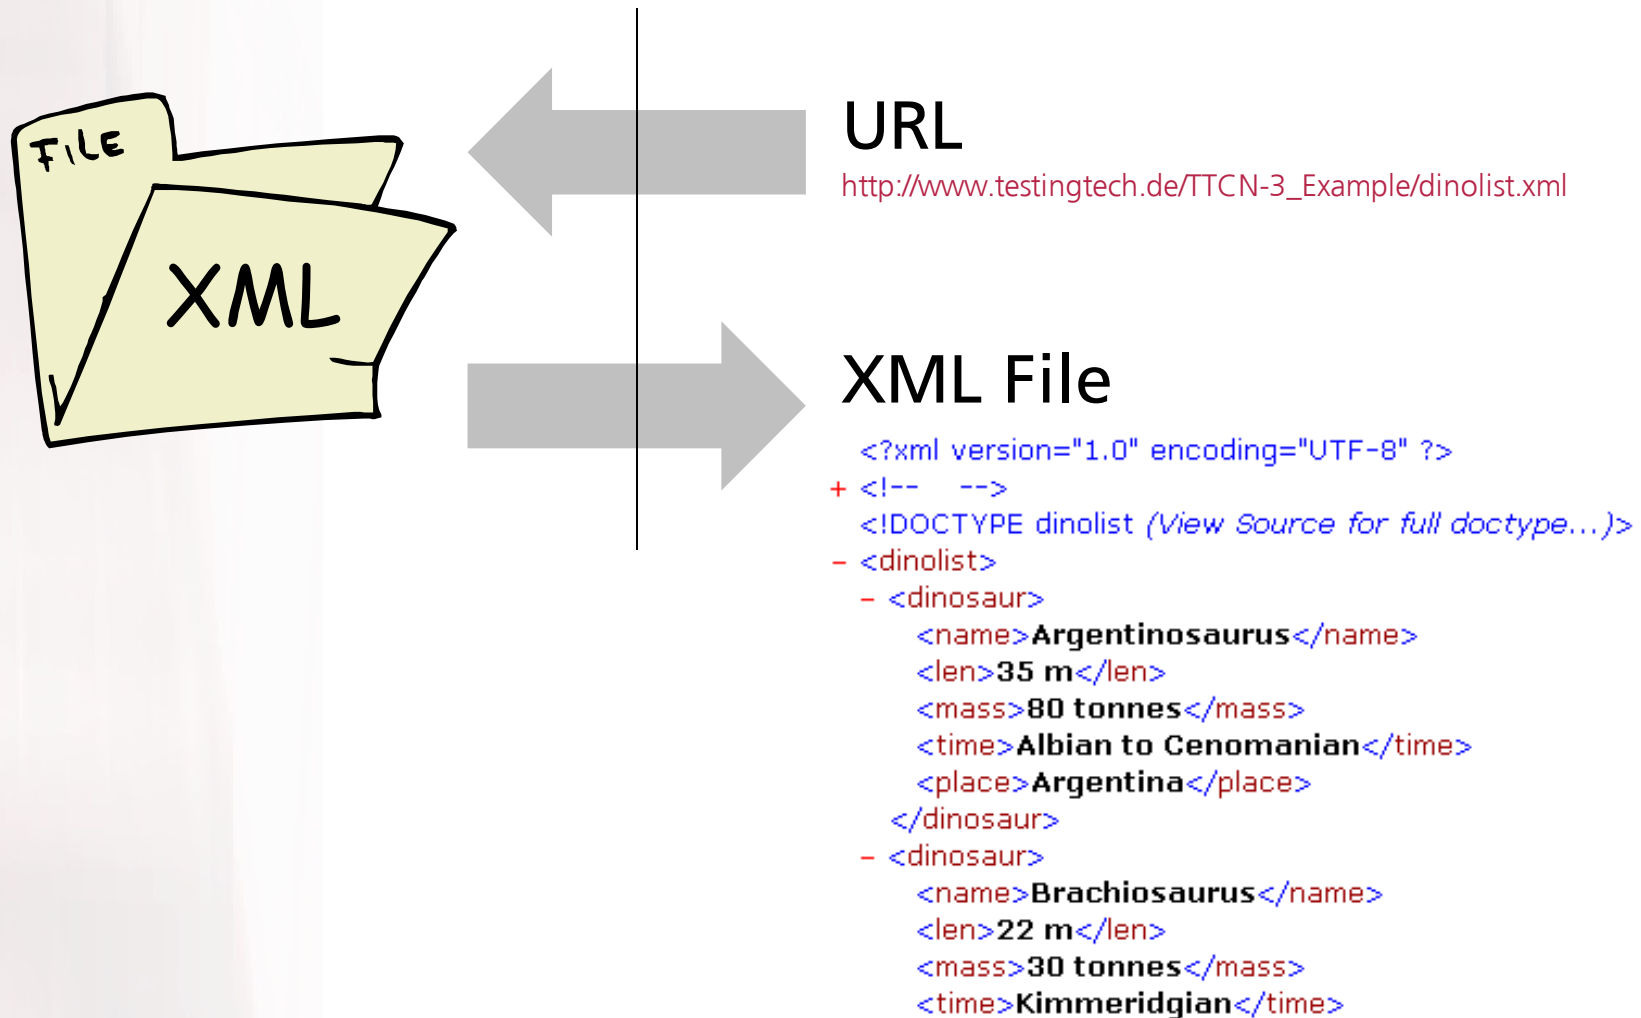 FILE
XML
URL
http://www.testingtech.de/TTCN-3_Example/dinolist.xml
XML File
<?xml version="1.0" encoding="UTF-8" ?>
+ <!-- -->
<!DOCTYPE dinolist (View Source for full doctype...)>
- <dinolist>
- <dinosaur>
<name>Argentinosaurus</name>
<len>35 m</len>
<mass>80 tonnes</mass>
<time>Albian to Cenomanian</time>
<place>Argentina</place>
</dinosaur>
- <dinosaur>
<name>Brachiosaurus</name>
<len>22 m</len>
<mass>30 tonnes</mass>
<time>Kimmeridgian</time>